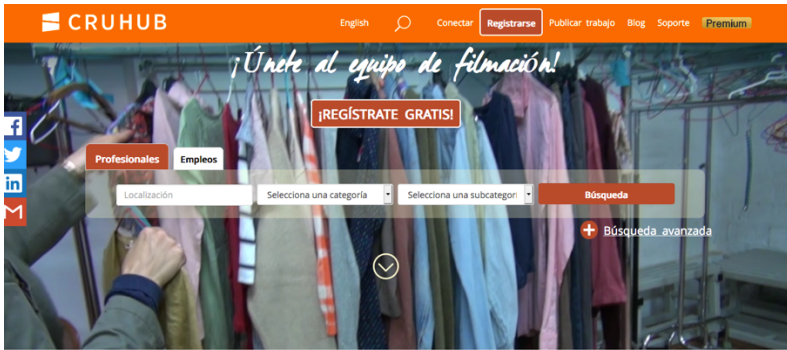 CRUHUB
English Conectar Registrarse Publicar trabajo Blog Soporte Premium
¡Únete al equipo de filmación!
¡REGÍSTRATE GRATIS!
Profesionales Empleos
Localización Selecciona una categoría Selecciona una subcategorí Búsqueda
Búsqueda avanzada